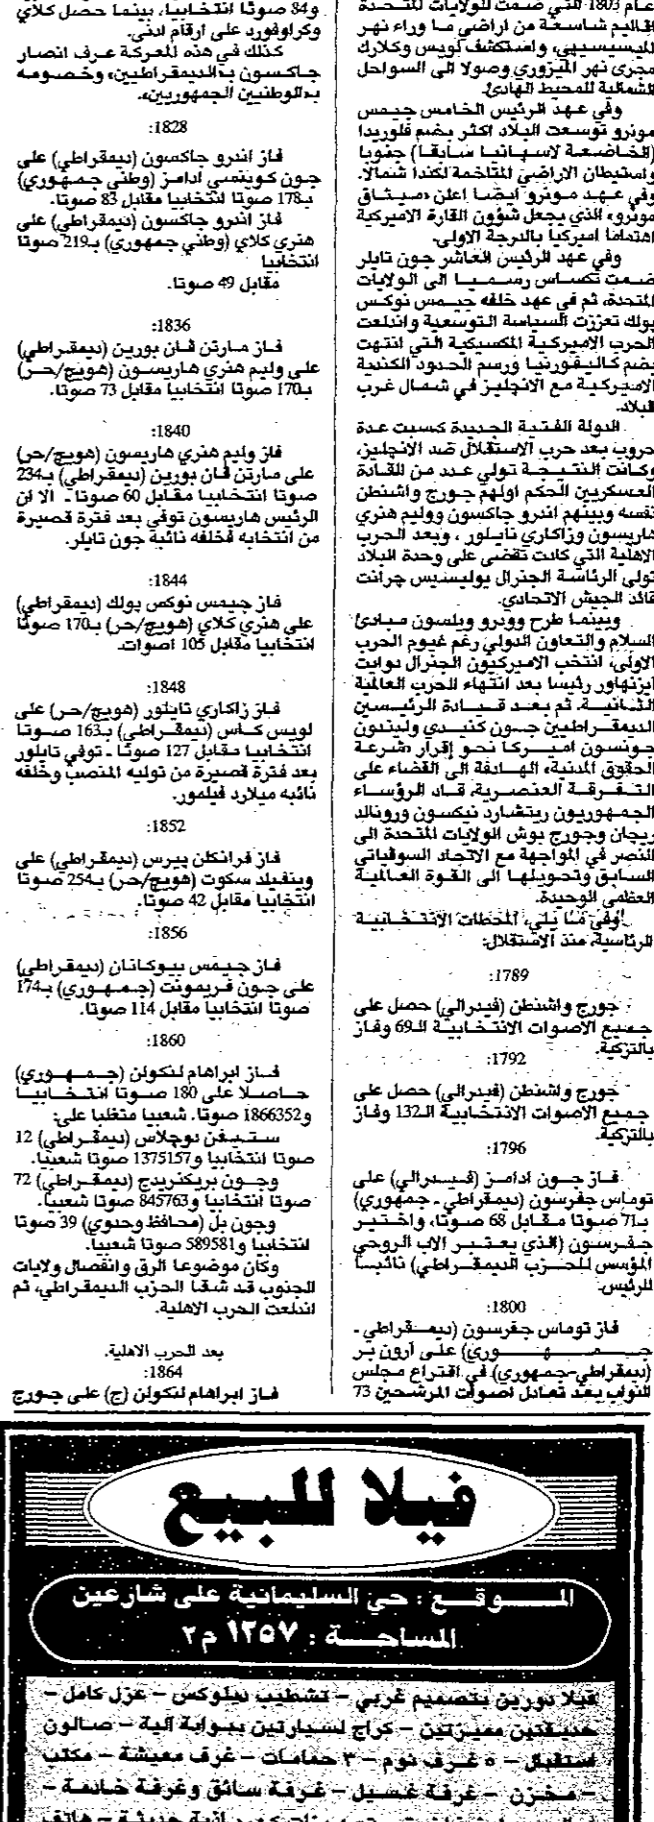 عام 1803 التي ضمت للولايات المتحدة
اقاليم شاسعة من اراضي ما وراء نهر
الميسيسيبي، واستكشف لويس وكلارك
مجرى نهر الميزوري وصولا الى السواحل
الشمالية للمحيط الهادئ.
وفي عهد الرئيس الخامس جيمس
مونرو توسعت البلاد اكثر بضم فلوريدا
(الخاضعة لاسبانيا سابقا) جنوبا
واستيطان الاراضي المتاخمة لكندا شمالا.
وفي عهد مونرو ايضا اعلن «ميثاق
مونرو» الذي يجعل شؤون القارة الاميركية
اهتماما اميركيا بالدرجة الاولى.
وفي عهد الرئيس العاشر جون تايلر
ضمت تكساس رسميا الى الولايات
المتحدة، ثم في عهد خلفه جيمس نوكس
بولك تعززت السياسة التوسعية واندلعت
الحرب الاميركية المكسيكية التي انتهت
بضم كاليفورنيا ورسم الحدود الكندية
الاميركية مع الانجليز في شمال غرب
البلاد.
الدولة الفتية الجديدة كسبت عدة
حروب بعد حرب الاستقلال ضد الانجليز،
وكانت النتيجة تولي عدد من القادة
العسكريين الحكم اولهم جورج واشنطن
نفسه وبينهم اندرو جاكسون ووليم هنري
هاريسون وزاكاري تايلور ، وبعد الحرب
الاهلية التي كادت تقضي على وحدة البلاد
تولى الرئاسة الجنرال يوليسيس جرانت
قائد الجيش الاتحادي.
وبينما طرح وودرو ويلسون مبادئ
السلام والتعاون الدولي رغم غيوم الحرب
الاولى، انتخب الاميركيون الجنرال دوايت
ايزنهاور رئيسا بعد انتهاء الحرب العالمية
الثانية. ثم بعد قيادة الرئيسين
الديمقراطيين جون كنيدي وليندون
جونسون اميركا نحو إقرار «شرعة
الحقوق المدنية» الهادفة الى القضاء على
التفرقة العنصرية، قاد الرؤساء
الجمهوريون ريتشارد نيكسون ورونالد
ريجان وجورج بوش الولايات المتحدة الى
النصر في المواجهة مع الاتحاد السوفياتي
السابق وتحويلها الى القوة العالمية
العظمى الوحيدة.
وفي ما يلي، المحطات الانتخابية
الرئاسية منذ الاستقلال:
1789:
جورج واشنطن (فيدرالي) حصل على
جميع الاصوات الانتخابية الـ69 وفاز
بالتزكية.
1792:
جورج واشنطن (فيدرالي) حصل على
جميع الاصوات الانتخابية الـ132 وفاز
بالتزكية.
1796:
فاز جون ادامز (فيدرالي) على
توماس جفرسون (ديمقراطي ـ جمهوري)
بـ71 صوتا مقابل 68 صوتا، واختير
جفرسون (الذي يعتبر الاب الروحي
المؤسس للحزب الديمقراطي) نائبا
للرئيس.
1800:
فاز توماس جفرسون (ديمقراطي ـ
جمهوري) على آرون بر
(ديمقراطي-جمهوري) في اقتراع مجلس
النواب بعد تعادل اصوات المرشحين 73
و84 صوتا انتخابيا، بينما حصل كلاي
وكراوفورد على ارقام ادنى.
كذلك في هذه المعركة عرف انصار
جاكسون بـ«الديمقراطيين» وخصومه
بـ«الوطنيين الجمهوريين».
1828:
فاز اندرو جاكسون (ديمقراطي) على
جون كوينسي ادامز (وطني جمهوري)
بـ178 صوتا انتخابيا مقابل 83 صوتا.
فاز اندرو جاكسون (ديمقراطي) على
هنري كلاي (وطني جمهوري) بـ219 صوتا
انتخابيا
مقابل 49 صوتا.
1836:
فاز مارتن فان بورين (ديمقراطي)
على وليم هنري هاريسون (هويج/حر)
بـ170 صوتا انتخابيا مقابل 73 صوتا.
1840:
فاز وليم هنري هاريسون (هويج/حر)
على مارتن فان بورين (ديمقراطي) بـ234
صوتا انتخابيا مقابل 60 صوتا ـ الا ان
الرئيس هاريسون توفي بعد فترة قصيرة
من انتخابه فخلفه نائبه جون تايلر.
1844:
فاز جيمس نوكس بولك (ديمقراطي)
على هنري كلاي (هويج/حر) بـ170 صوتا
انتخابيا مقابل 105 اصوات.
1848:
فاز زاكاري تايلور (هويج/حر) على
لويس كاس (ديمقراطي) بـ163 صوتا
انتخابيا مقابل 127 صوتا ـ توفي تايلور
بعد فترة قصيرة من توليه المنصب وخلفه
نائبه ميلارد فيلمور.
1852:
فاز فرانكلن بيرس (ديمقراطي) على
وينفيلد سكوت (هويج/حر) بـ254 صوتا
انتخابيا مقابل 42 صوتا.
1856:
فاز جيمس بيوكانان (ديمقراطي)
على جون فريمونت (جمهوري) بـ174
صوتا انتخابيا مقابل 114 صوتا.
1860:
فاز ابراهام لنكولن (جمهوري)
حاصلا على 180 صوتا انتخابيا
و1866352 صوتا. شعبيا متغلبا على:
ستيفن دوجلاس (ديمقراطي) 12
صوتا انتخابيا و1375157 صوتا شعبيا.
وجون بريكنريدج (ديمقراطي) 72
صوتا انتخابيا و845763 صوتا شعبيا.
وجون بل (محافظ وحدوي) 39 صوتا
انتخابيا و589581 صوتا شعبيا.
وكان موضوعا الرق وانفصال ولايات
الجنوب قد شقا الحزب الديمقراطي، ثم
اندلعت الحرب الاهلية.
بعد الحرب الاهلية.
1864:
فاز ابراهام لنكولن (ج) على جورج
فيلا للبيع
الموقع : حي السليمانية على شارعين
المساحة : ١٢٥٧ م٢
فيلا دورين بتصميم غربي – تشطيب ديلوكس – عزل كامل –
حديقتين مميزتين – كراج لسيارتين ببوابة آلية – صالون
استقبال – ٥ غرف نوم – ٣ حمامات – غرف معيشة – مكتب
– مخزن – غرفة غسيل – غرفة سائق وغرفة خادمة –